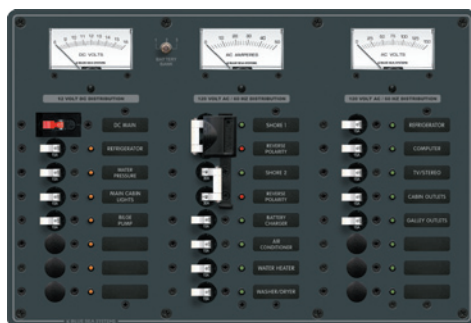 DC VOLTS
AC AMPERES
AC VOLTS
12 VOLT DC DISTRIBUTION
120 VOLT AC - 60 HZ DISTRIBUTION
120 VOLT AC - 60 HZ DISTRIBUTION
DC MAIN
REFRIGERATOR
WATER
PRESSURE
MAIN CABIN
LIGHTS
BILGE
PUMP
SHORE 1
REVERSE
POLARITY
SHORE 2
REVERSE
POLARITY
BATTERY
CHARGER
AIR
CONDITIONER
WATER HEATER
WASHER/DRYER
REFRIGERATOR
COMPUTER
TV/STEREO
CABIN OUTLETS
GALLEY OUTLETS